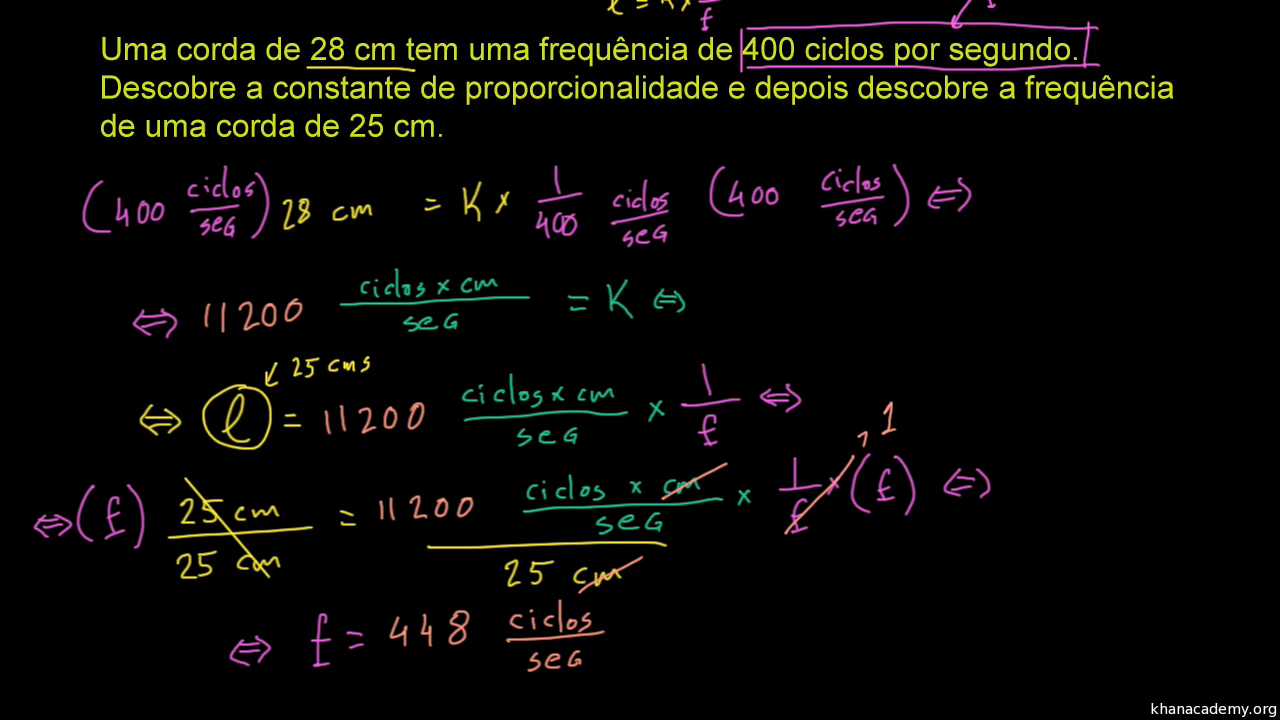 l = K × 1/f
Uma corda de 28 cm tem uma frequência de 400 ciclos por segundo.
Descobre a constante de proporcionalidade e depois descobre a frequência
de uma corda de 25 cm.
(400 ciclos/seG) 28 cm = K × 1/400 ciclos/seG (400 ciclos/seG) ⇔
⇔ 11200 ciclos x cm/seG = K ⇔
25 cms
⇔ l = 11200 ciclos x cm/seG × 1/f ⇔
1
⇔ (f) 25 cm/25 cm = 11200 ciclos x cm/seG/25 cm × 1/f × (f) ⇔
⇔ f = 448 ciclos/seG
khanacademy.org